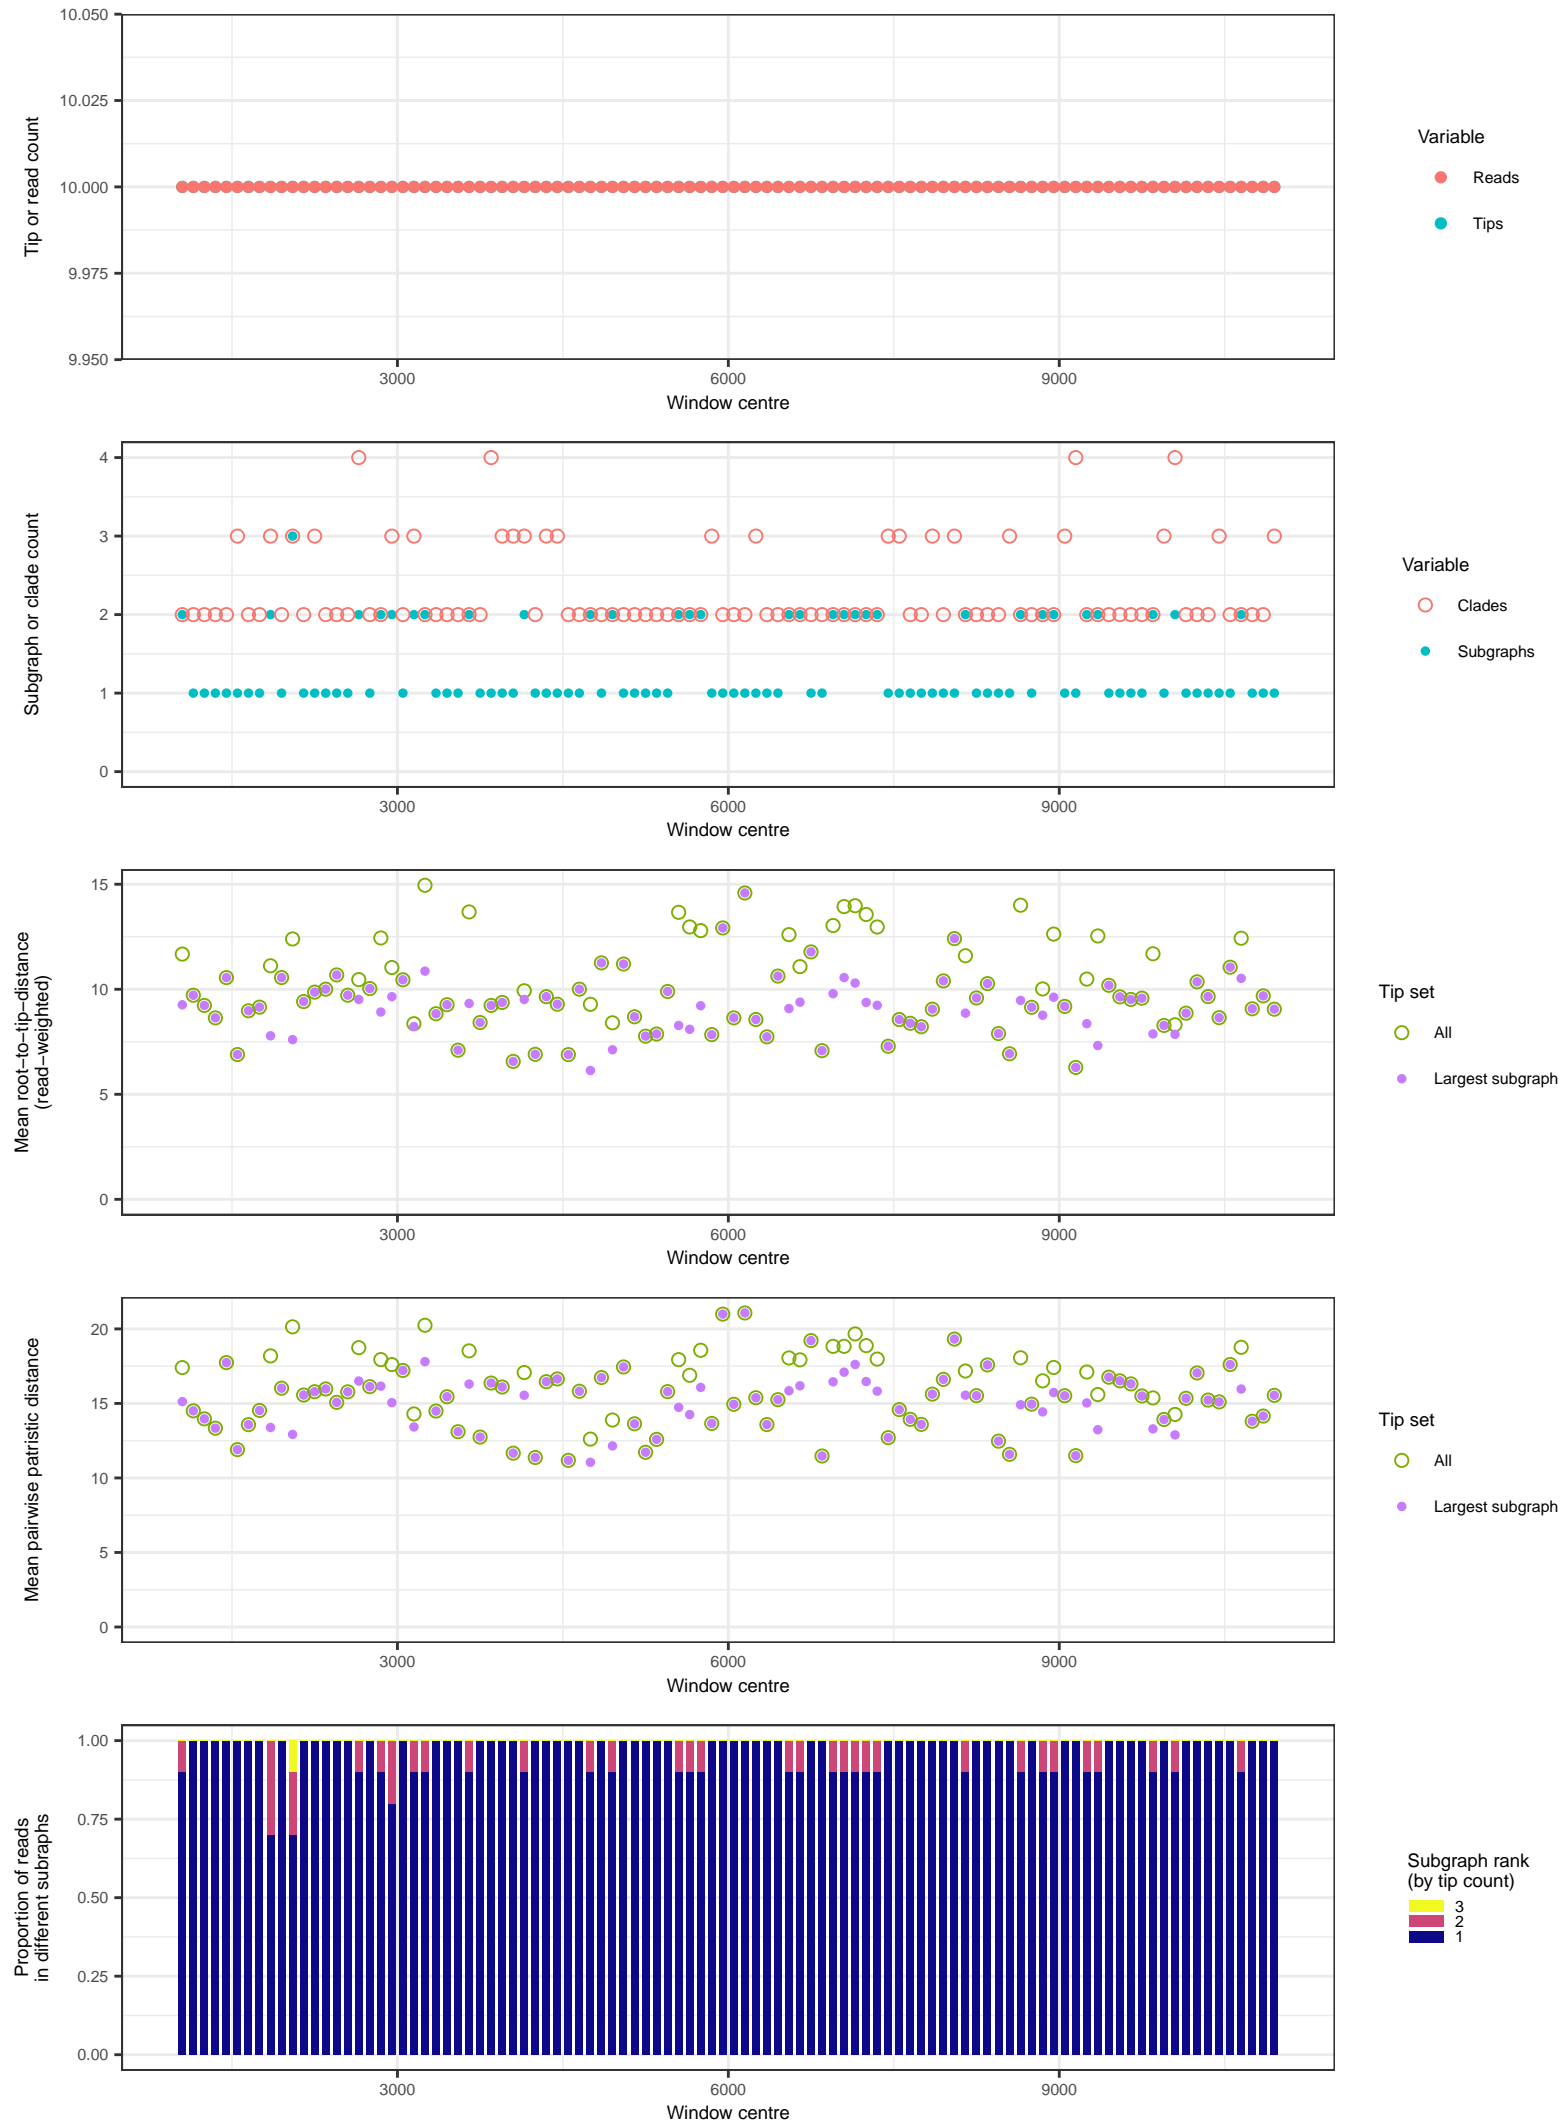 10.050
10.025
10.000
9.975
9.950
Tip or read count
3000 6000 9000
Window centre
Variable
Reads
Tips
4
3
2
1
0
Subgraph or clade count
3000 6000 9000
Window centre
Variable
Clades
Subgraphs
15
10
5
0
Mean root−to−tip−distance
(read−weighted)
3000 6000 9000
Window centre
Tip set
All
Largest subgraph
20
15
10
5
0
Mean pairwise patristic distance
3000 6000 9000
Window centre
Tip set
All
Largest subgraph
1.00
0.75
0.50
0.25
0.00
Proportion of reads
in different subraphs
3000 6000 9000
Window centre
Subgraph rank
(by tip count)
3
2
1